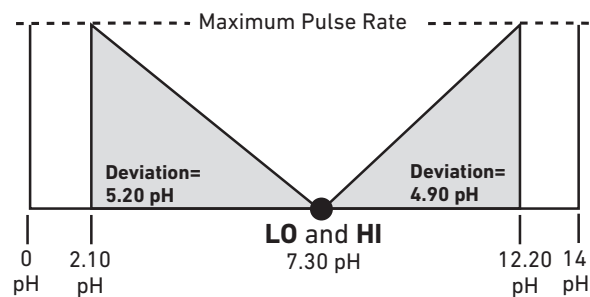 Maximum Pulse Rate
Deviation=
5.20 pH
Deviation=
4.90 pH
LO and HI
7.30 pH
0
pH
2.10
pH
12.20
pH
14
pH